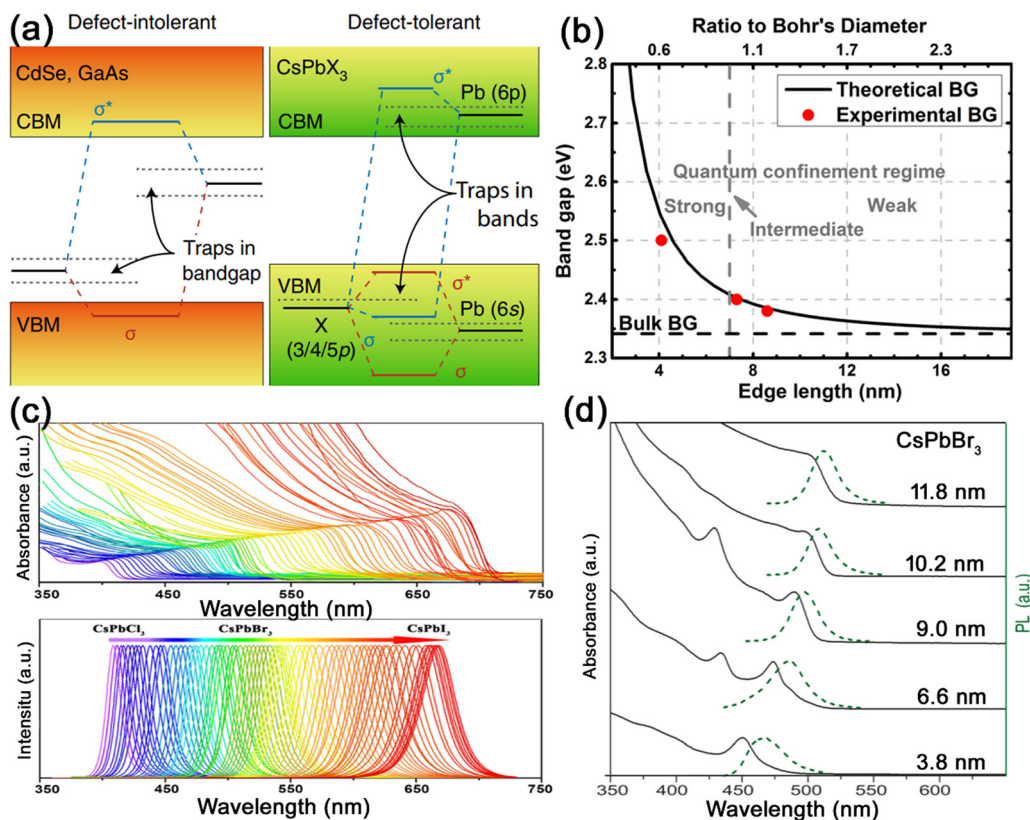 (a)
Defect-intolerant
Defect-tolerant
CdSe, GaAs
CBM
σ*
Traps in
bandgap
VBM
σ
CsPbX₃
CBM
σ*
Pb (6p)
Traps in
bands
VBM
σ*
Pb (6s)
X
(3/4/5p)
σ
σ
(b)
Ratio to Bohr's Diameter
0.6 1.1 1.2 1.7 2.3
Band gap (eV)
2.8
2.7
2.6
2.5
2.4
2.3
Theoretical BG
Experimental BG
Quantum confinement regime
Strong
Weak
Intermediate
Bulk BG
4 8 12 16
Edge length (nm)
(c)
Absorbance (a.u.)
350 450 550 650 750
Wavelength (nm)
CsPbCl₃ CsPbBr₃ CsPbI₃
Intensitu (a.u.)
350 450 550 650 750
Wavelength (nm)
(d)
CsPbBr₃
11.8 nm
10.2 nm
9.0 nm
6.6 nm
3.8 nm
Absorbance (a.u.)
PL (a.u.)
350 400 450 500 550 600
Wavelength (nm)